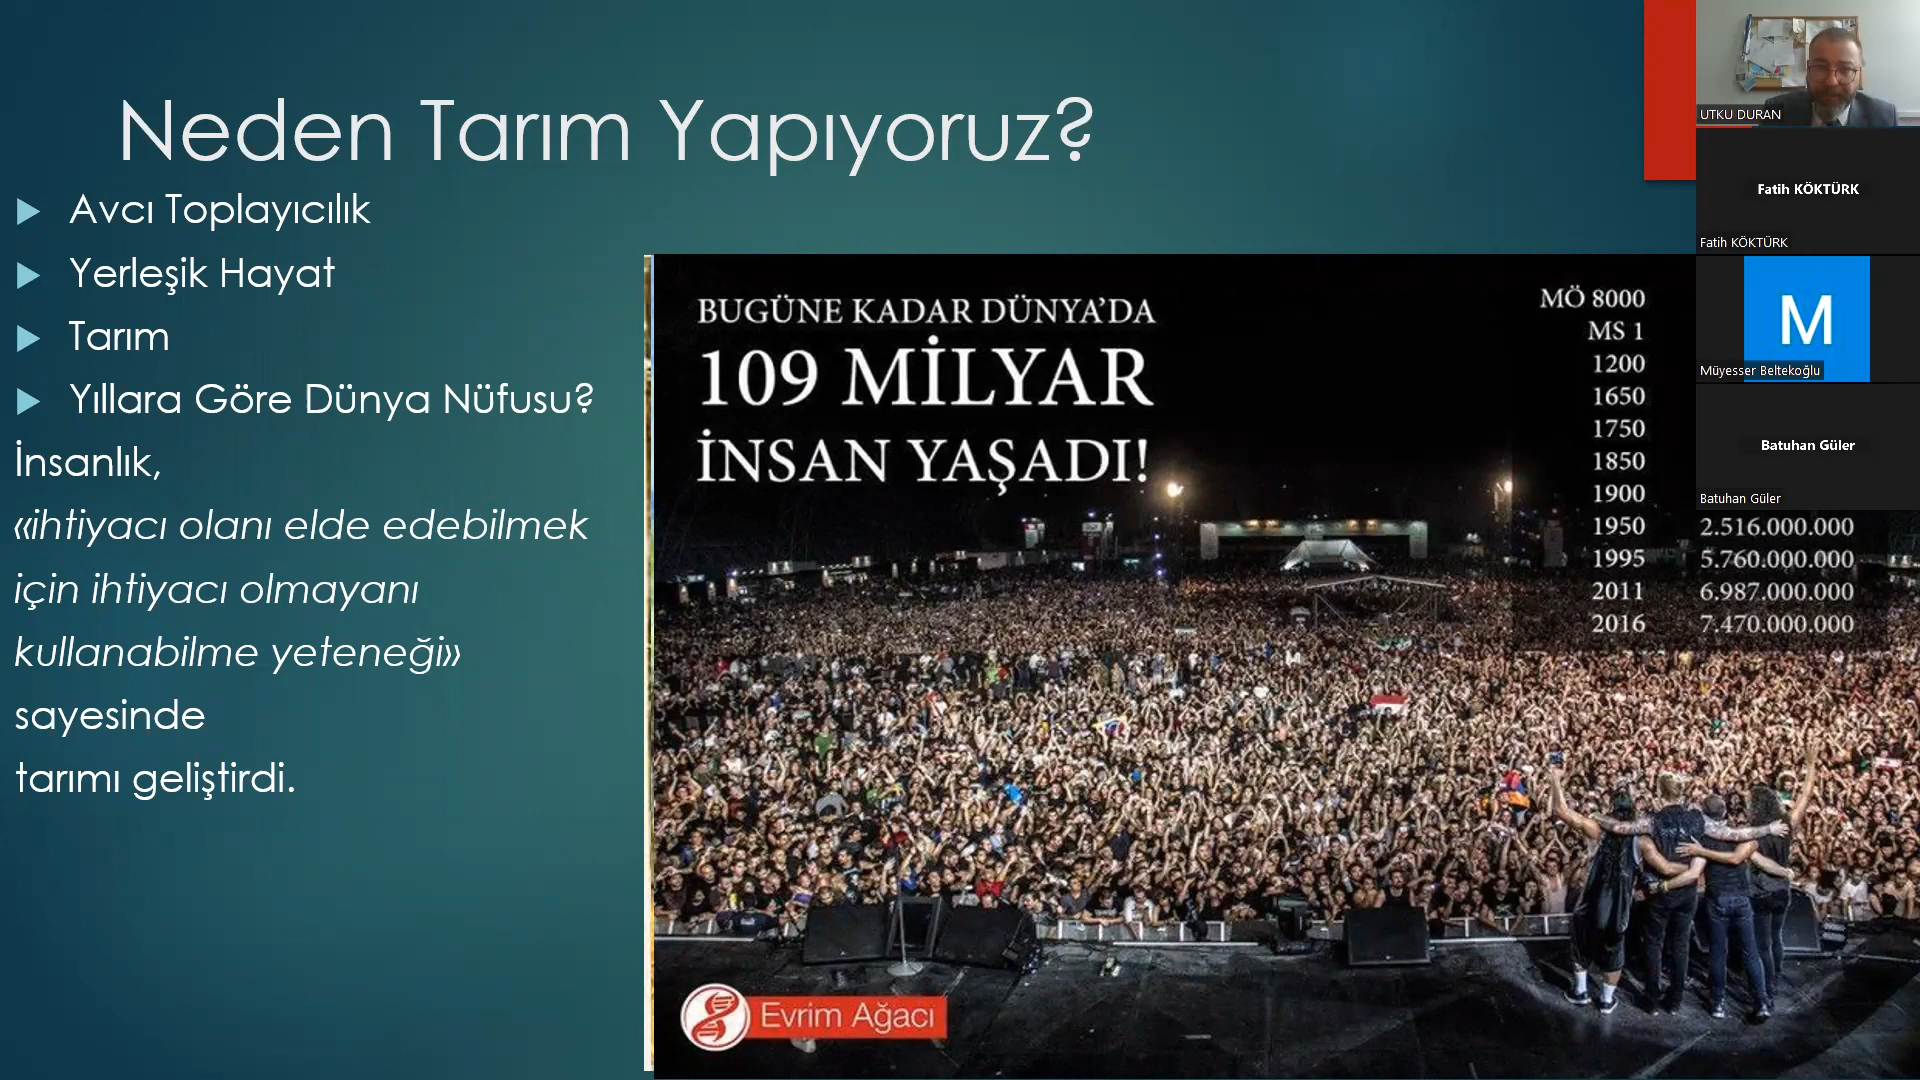 Neden Tarım Yapıyoruz?
Avcı Toplayıcılık
Yerleşik Hayat
Tarım
Yıllara Göre Dünya Nüfusu?
İnsanlık,
«ihtiyacı olanı elde edebilmek
için ihtiyacı olmayanı
kullanabilme yeteneği»
sayesinde
tarımı geliştirdi.
BUGÜNE KADAR DÜNYA'DA
109 MİLYAR
İNSAN YAŞADI!
MÖ 8000
MS 1
1200
1650
1750
1850
1900
1950 2.516.000.000
1995 5.760.000.000
2011 6.987.000.000
2016 7.470.000.000
Evrim Ağacı
UTKU DURAN
Fatih KÖKTÜRK
Fatih KÖKTÜRK
M
Müyesser Beltekoğlu
Batuhan Güler
Batuhan Güler